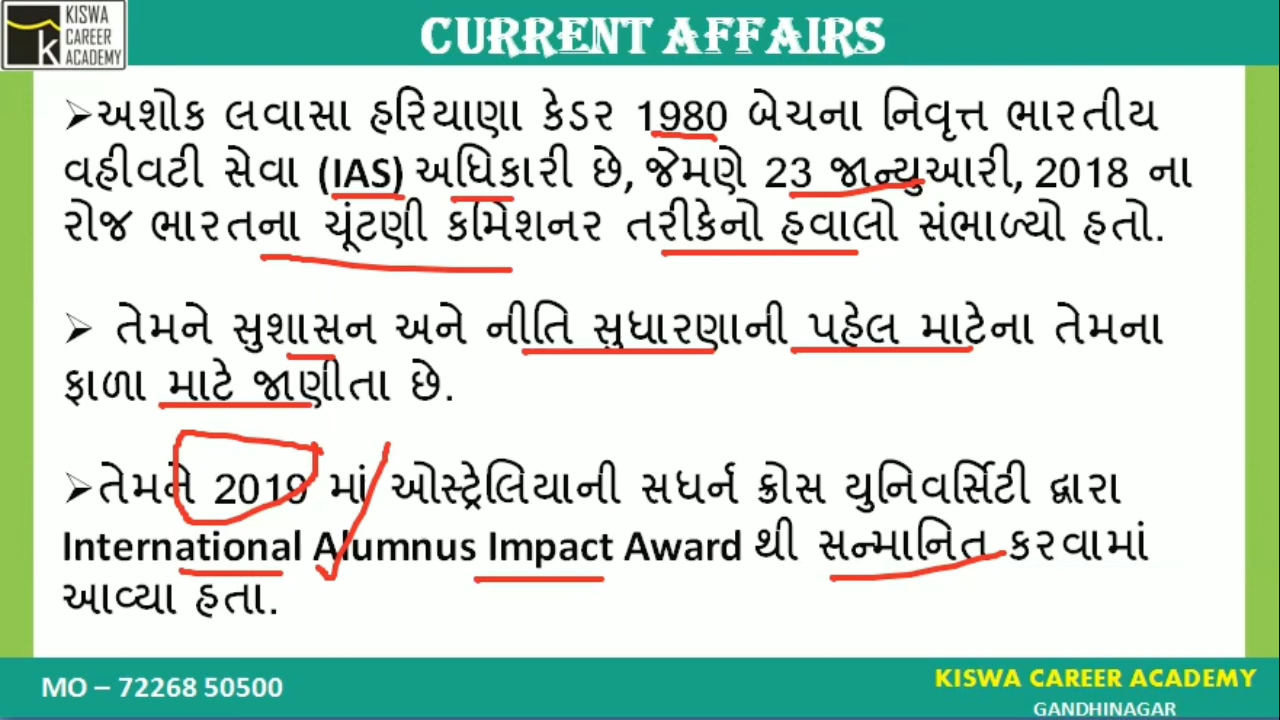 KISWA
CAREER
ACADEMY
CURRENT AFFAIRS
➢અશોક લવાસા હરિયાણા કેડર 1980 બેચના નિવૃત્ત ભારતીય
વહીવટી સેવા (IAS) અધિકારી છે, જેમણે 23 જાન્યુઆરી, 2018 ના
રોજ ભારતના ચૂંટણી કમિશનર તરીકેનો હવાલો સંભાળ્યો હતો.
➢ તેમને સુશાસન અને નીતિ સુધારણાની પહેલ માટેના તેમના
ફાળા માટે જાણીતા છે.
➢તેમને 2019 માં ઓસ્ટ્રેલિયાની સધર્ન ક્રોસ યુનિવર્સિટી દ્વારા
International Alumnus Impact Award થી સન્માનિત કરવામાં
આવ્યા હતા.
MO – 72268 50500
KISWA CAREER ACADEMY
GANDHINAGAR